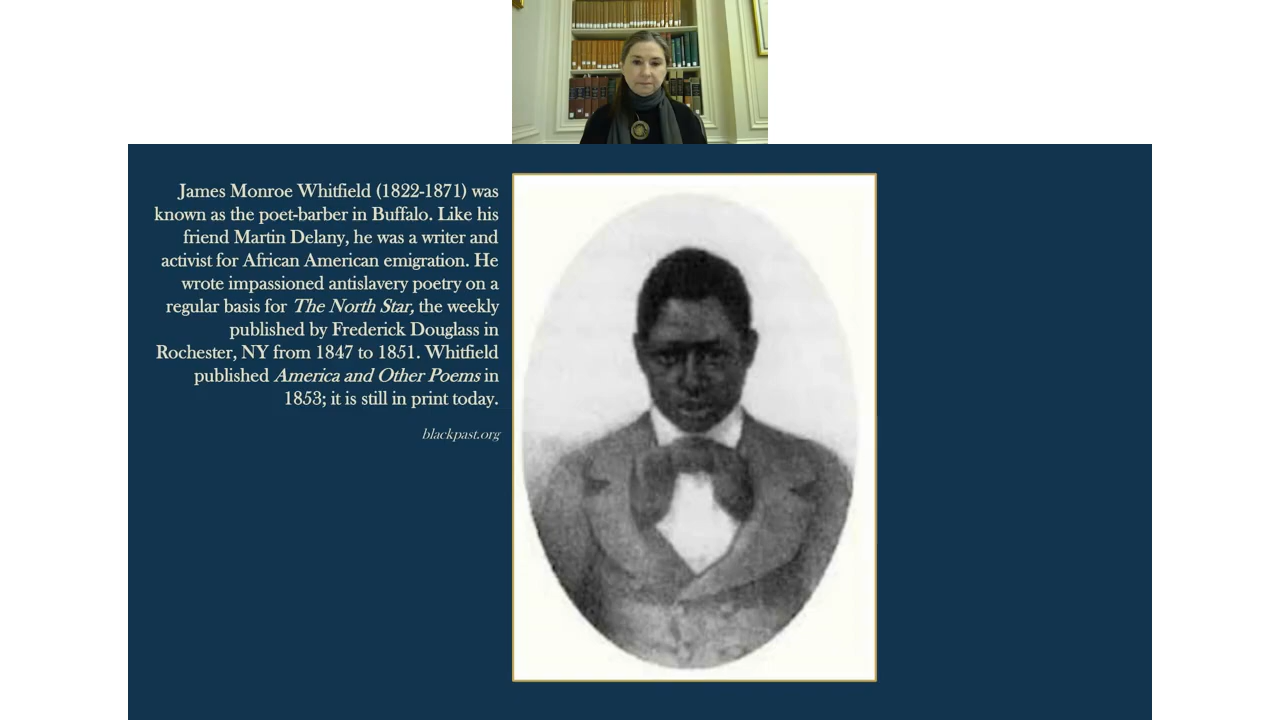 James Monroe Whitfield (1822-1871) was
known as the poet-barber in Buffalo. Like his
friend Martin Delany, he was a writer and
activist for African American emigration. He
wrote impassioned antislavery poetry on a
regular basis for The North Star, the weekly
published by Frederick Douglass in
Rochester, NY from 1847 to 1851. Whitfield
published America and Other Poems in
1853; it is still in print today.
blackpast.org